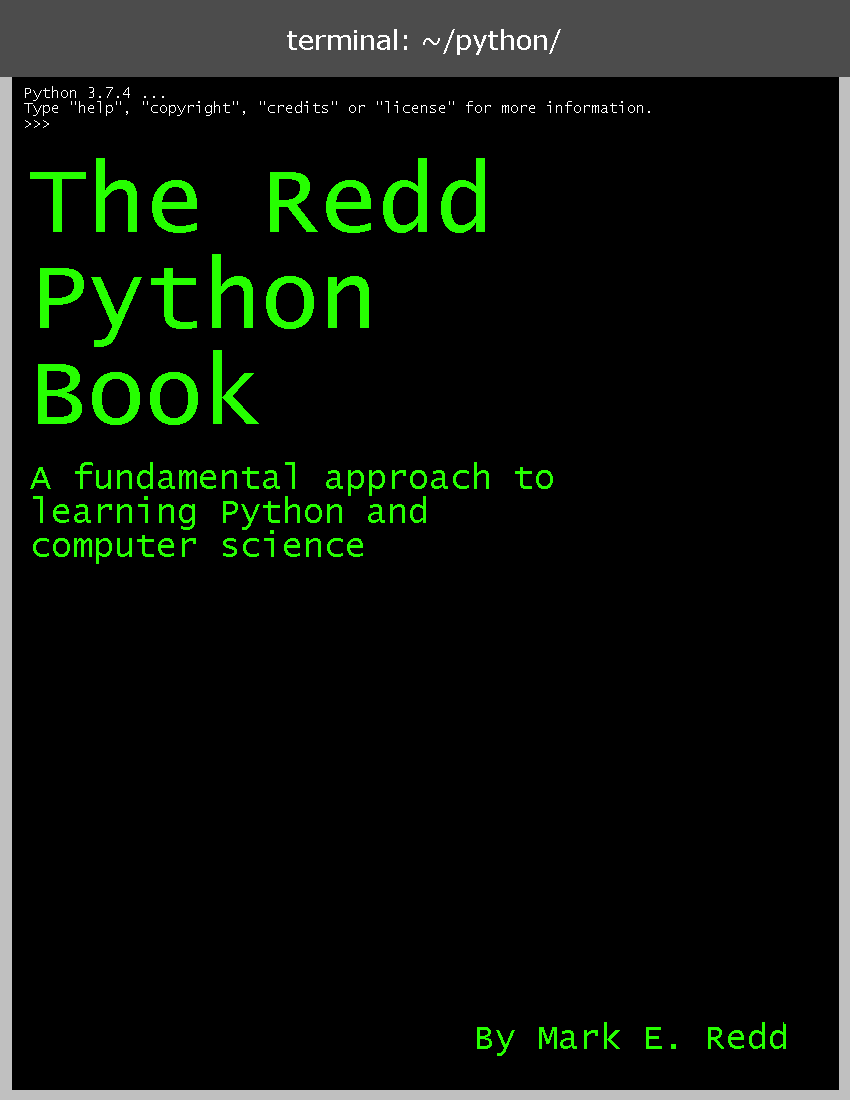 terminal: ~/python/
Python 3.7.4 ...
Type "help", "copyright", "credits" or "license" for more information.
>>>
The Redd
Python
Book
A fundamental approach to
learning Python and
computer science
By Mark E. Redd